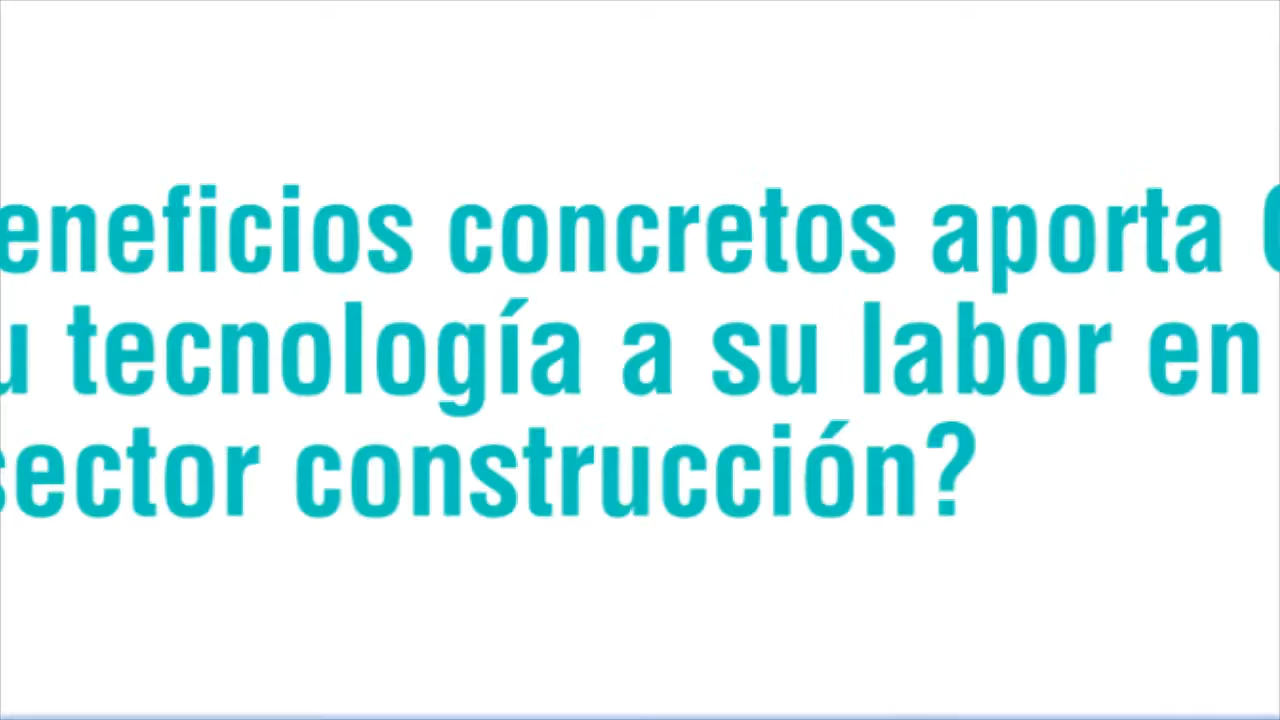 eneficios concretos aporta
u tecnología a su labor en
sector construcción?